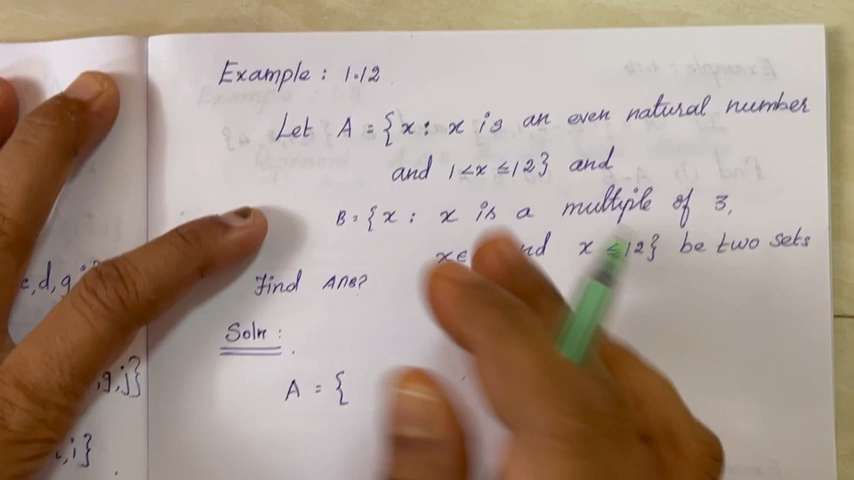 Example : 1.12
Let A = {x : x is an even natural number
and 1 < x ≤ 12} and
B = {x : x is a multiple of 3,
x ≤ 12} be two sets
Find A∩B?
Soln :
A = {
c, d, g
, g, j}
, i}